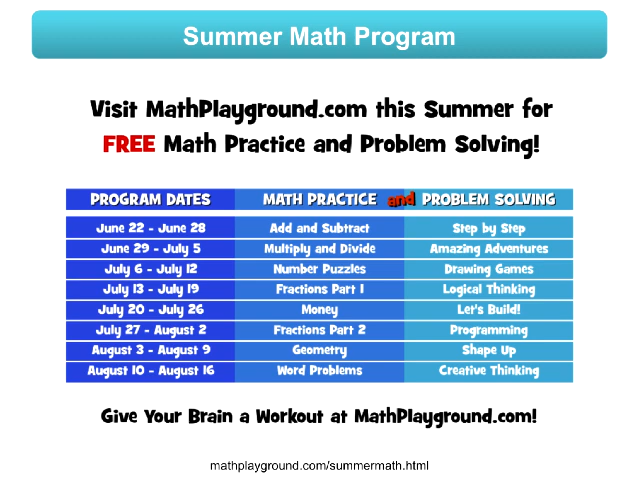 Summer Math Program
Visit MathPlayground.com this Summer for
FREE Math Practice and Problem Solving!
PROGRAM DATES MATH PRACTICE and PROBLEM SOLVING
June 22 - June 28 Add and Subtract Step by Step
June 29 - July 5 Multiply and Divide Amazing Adventures
July 6 - July 12 Number Puzzles Drawing Games
July 13 - July 19 Fractions Part 1 Logical Thinking
July 20 - July 26 Money Let's Build!
July 27 - August 2 Fractions Part 2 Programming
August 3 - August 9 Geometry Shape Up
August 10 - August 16 Word Problems Creative Thinking
Give Your Brain a Workout at MathPlayground.com!
mathplayground.com/summermath.html